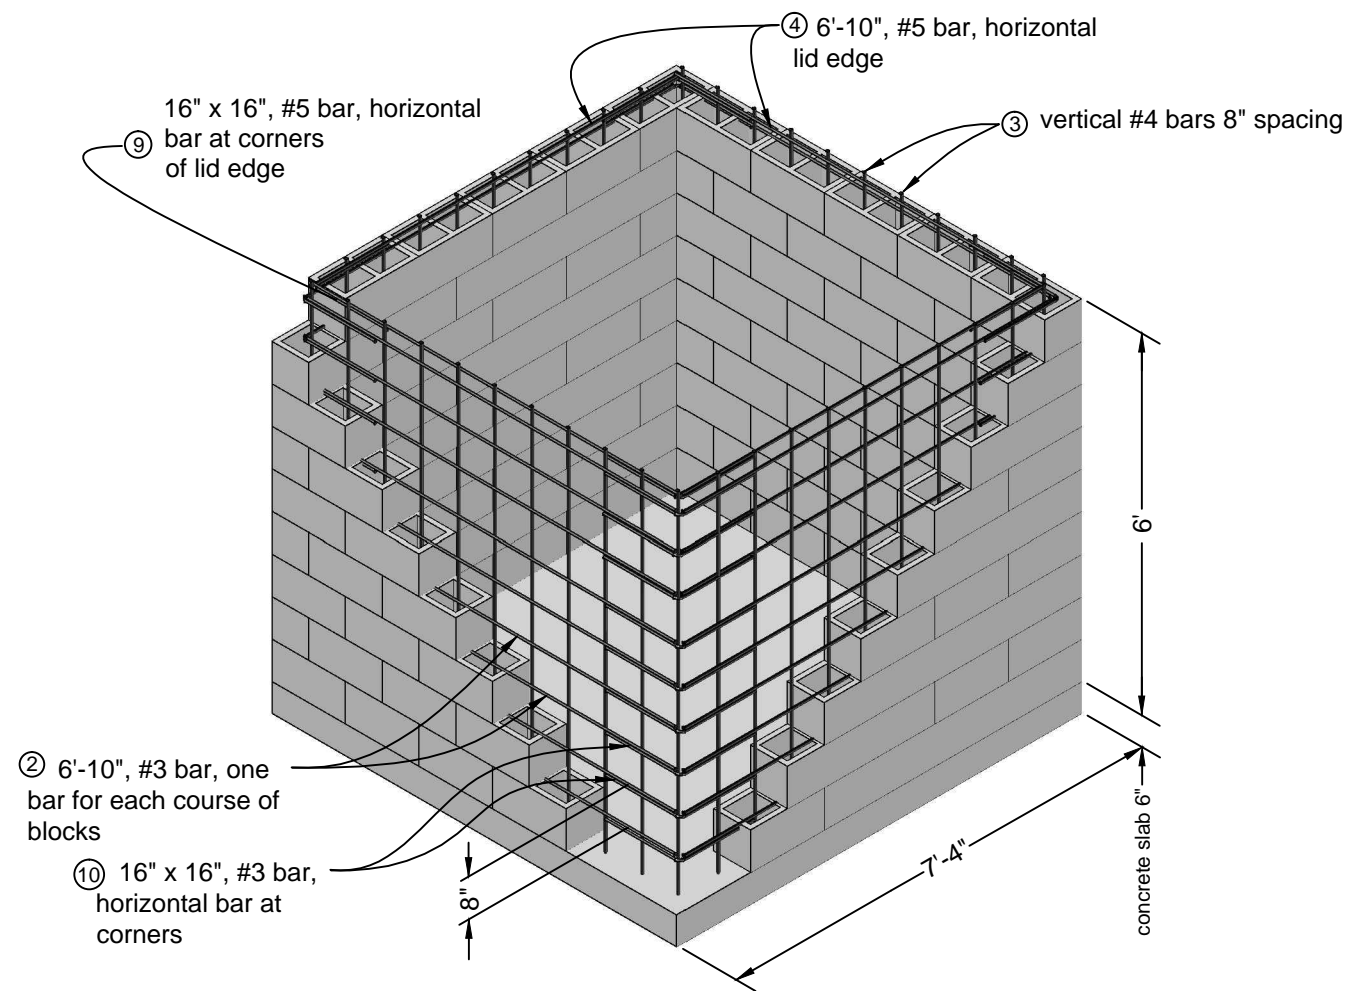 ④ 6'-10", #5 bar, horizontal
lid edge
16" x 16", #5 bar, horizontal
⑨ bar at corners
of lid edge
③ vertical #4 bars 8" spacing
6'
② 6'-10", #3 bar, one
bar for each course of
blocks
⑩ 16" x 16", #3 bar,
horizontal bar at
corners
8"
7'-4"
concrete slab 6"